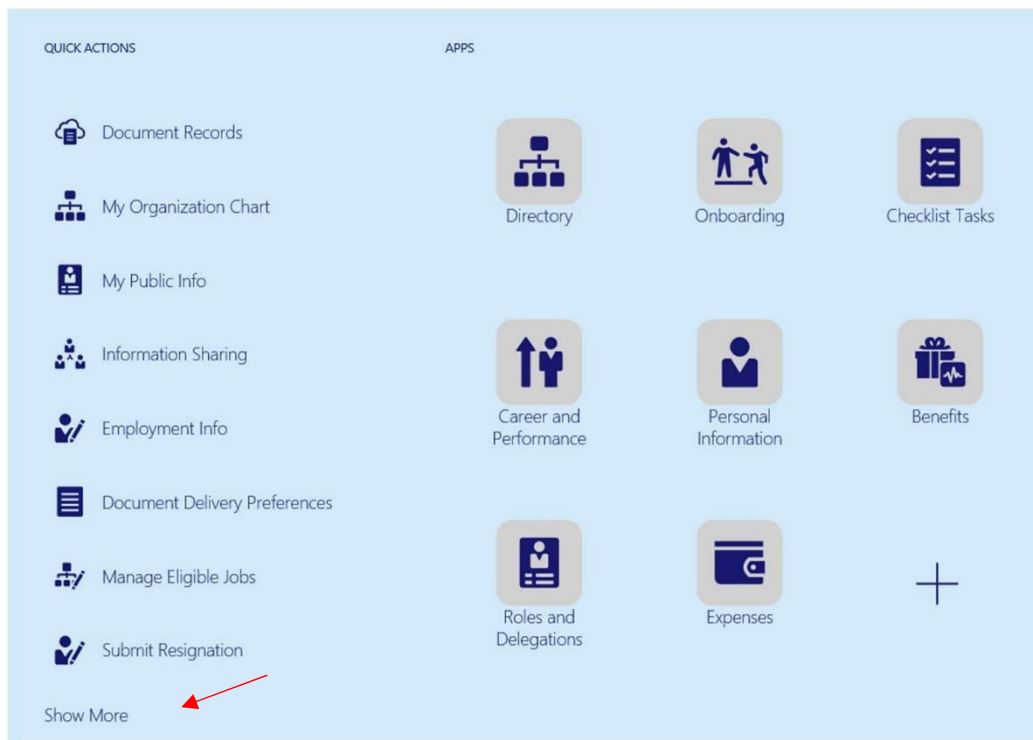 QUICK ACTIONS
Document Records
My Organization Chart
My Public Info
Information Sharing
Employment Info
Document Delivery Preferences
Manage Eligible Jobs
Submit Resignation
Show More
APPS
Directory
Onboarding
Checklist Tasks
Career and
Performance
Personal
Information
Benefits
Roles and
Delegations
Expenses